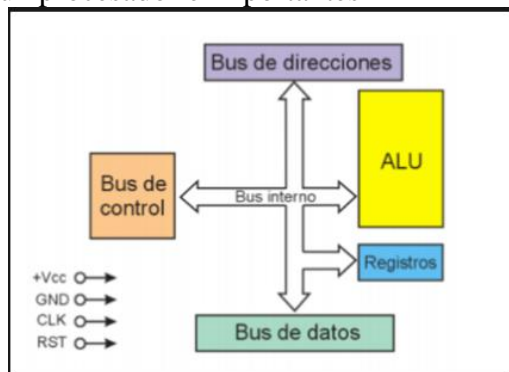 Bus de direcciones
ALU
Bus de
control
Bus interno
Registros
+Vcc
GND
CLK
RST
Bus de datos